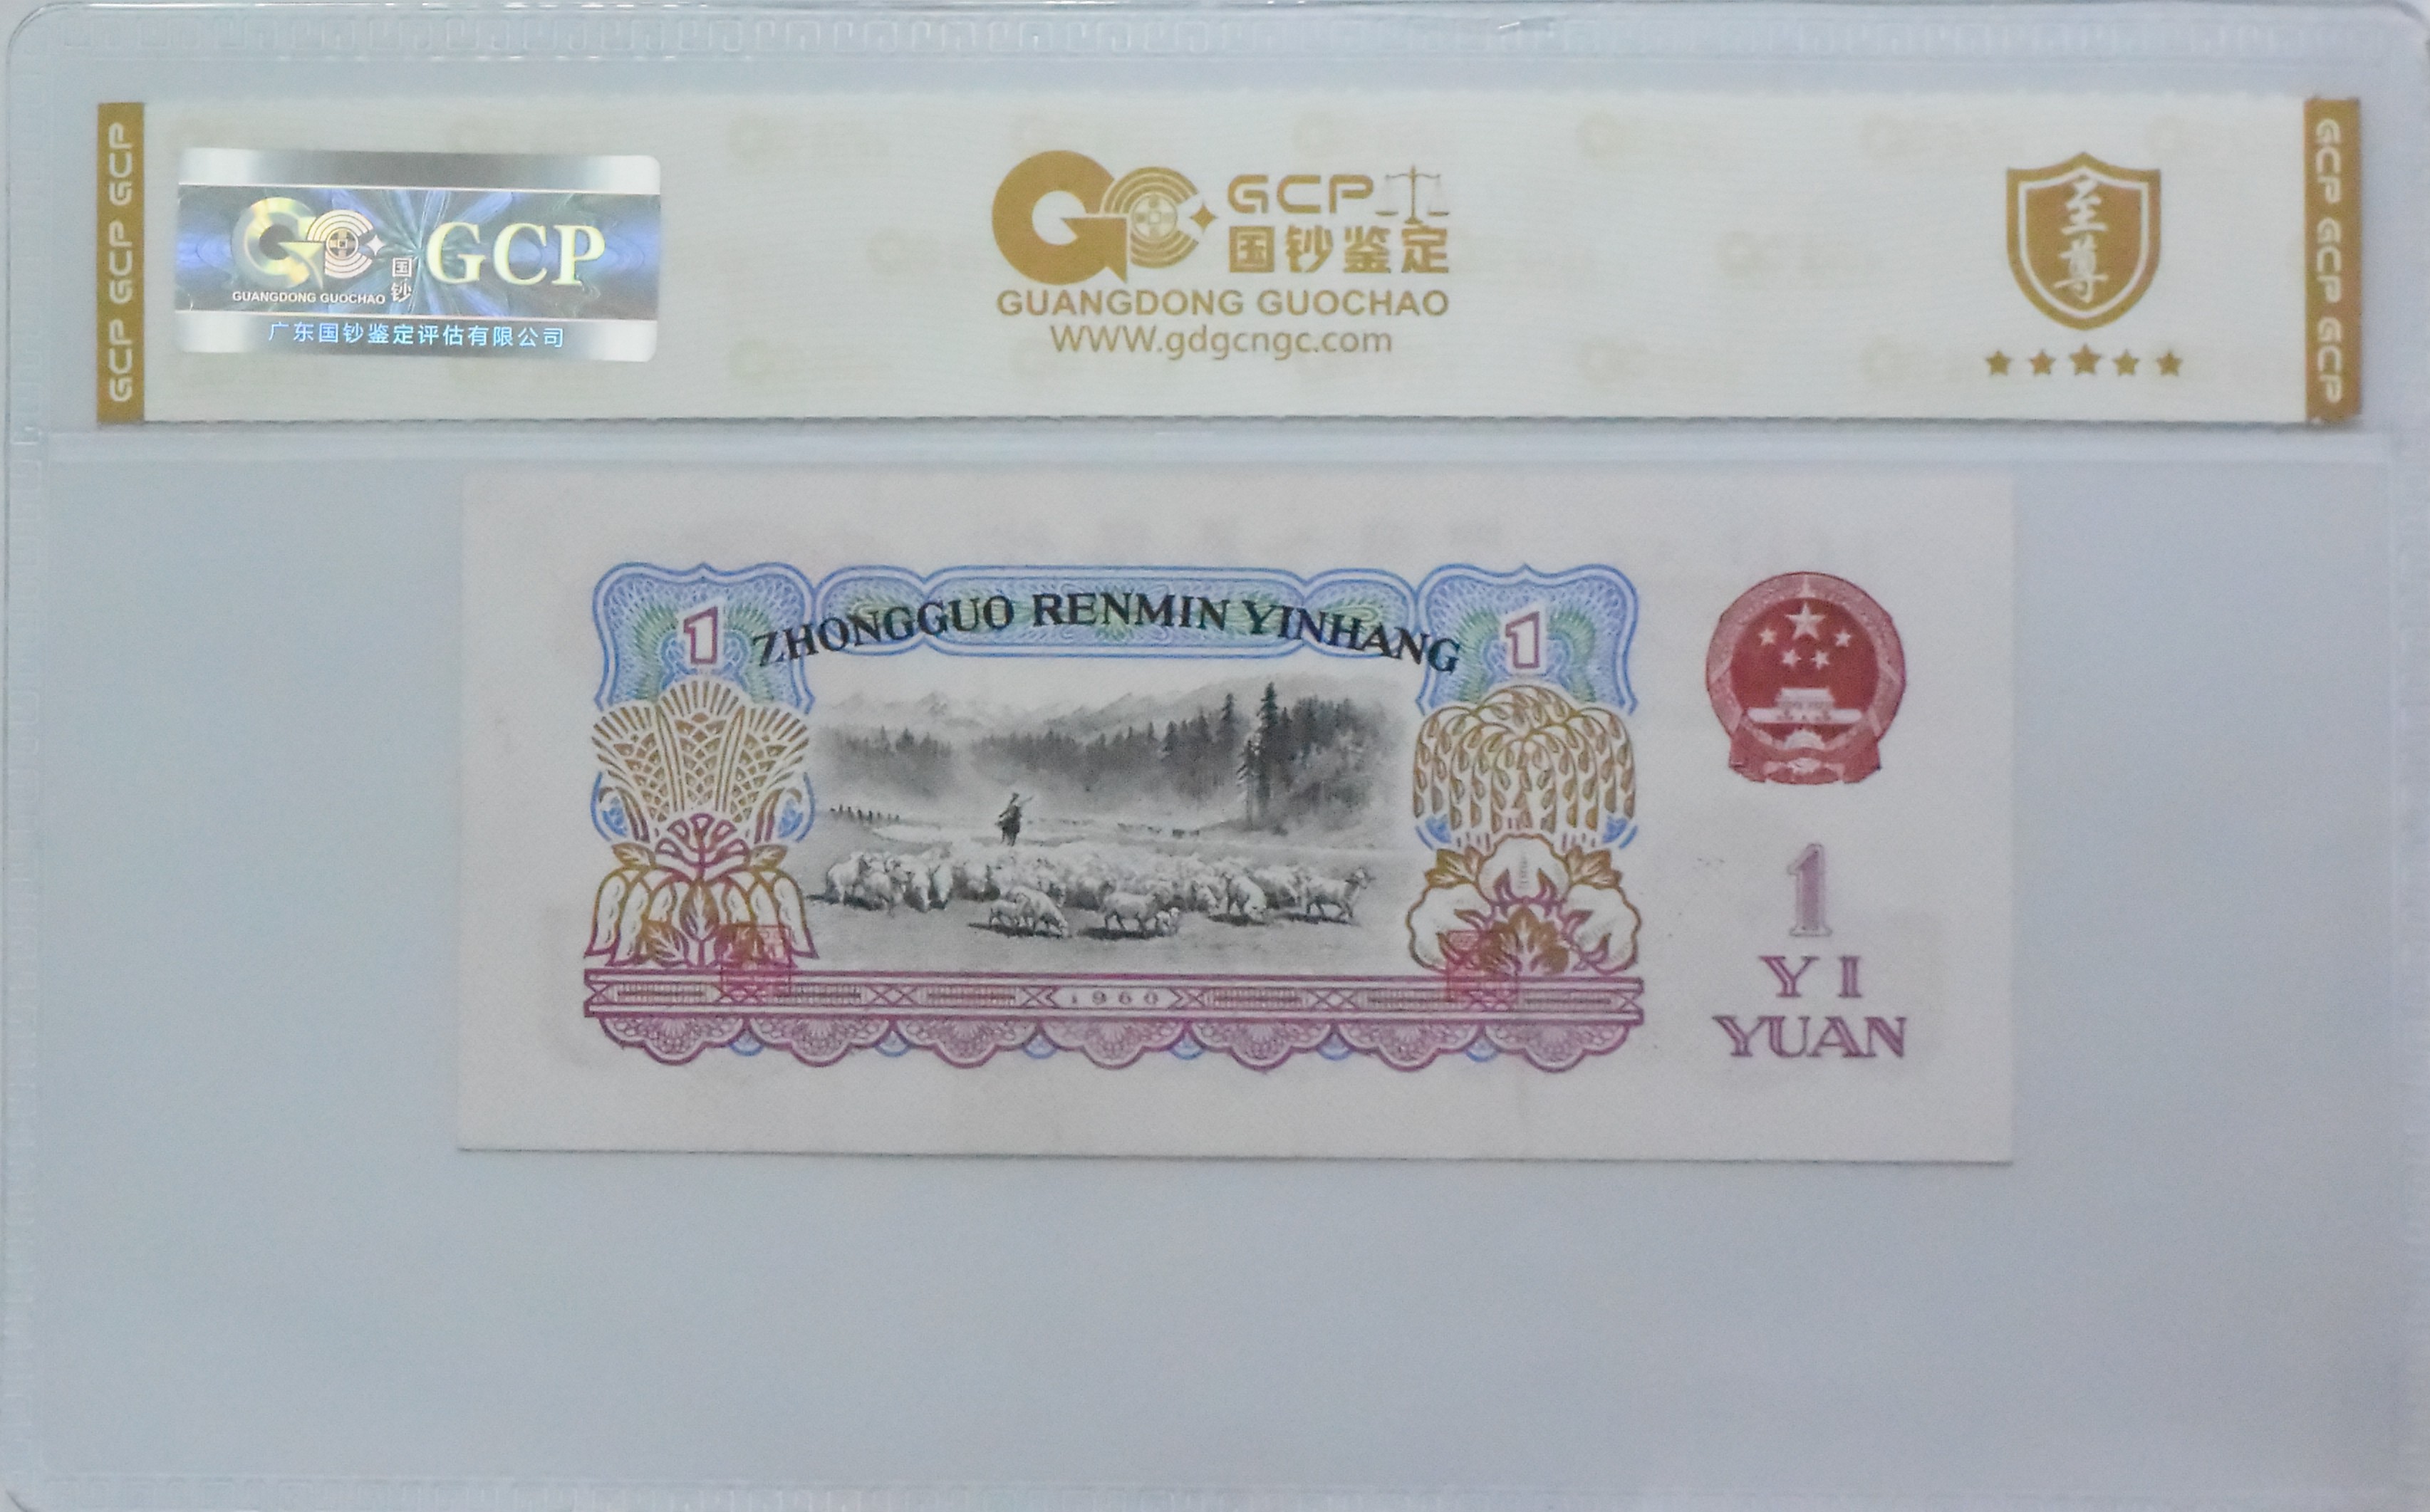 GCP GCP GCP
GCP
国钞
GUANGDONG GUOCHAO
广东国钞鉴定评估有限公司
GCP
国钞鉴定
GUANGDONG GUOCHAO
WWW.gdgcngc.com
至尊
GCP GCP GCP
1
ZHONGGUO RENMIN YINHANG
1
1960
1
YI
YUAN